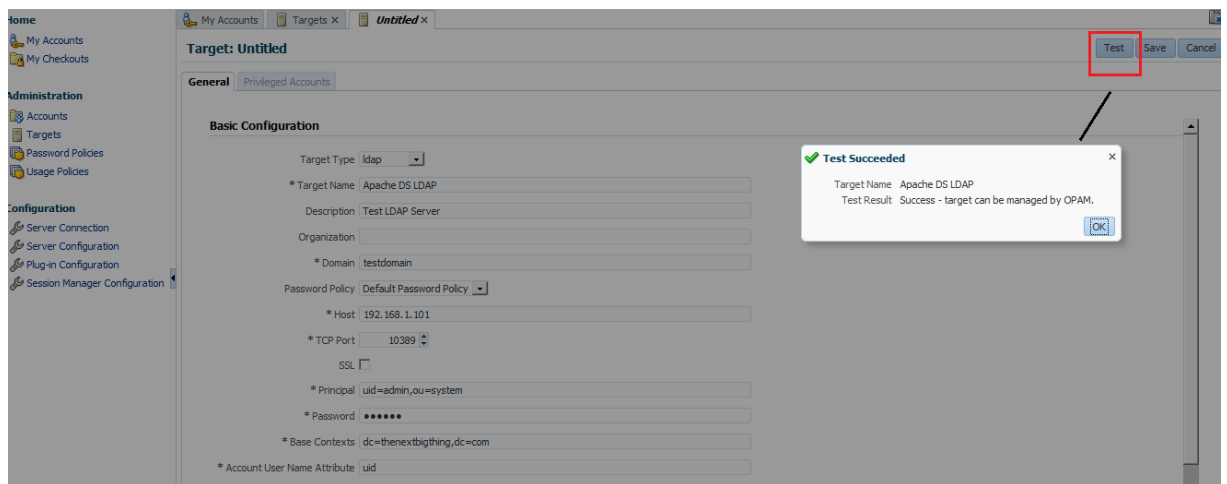 Home
My Accounts
My Checkouts
Administration
Accounts
Targets
Password Policies
Usage Policies
Configuration
Server Connection
Server Configuration
Plug-in Configuration
Session Manager Configuration
My Accounts Targets Untitled
Target: Untitled
Test Save Cancel
General Privileged Accounts
Basic Configuration
Target Type ldap
* Target Name Apache DS LDAP
Description Test LDAP Server
Organization
* Domain testdomain
Password Policy Default Password Policy
* Host 192.168.1.101
* TCP Port 10389
SSL
* Principal uid=admin,ou=system
* Password ••••••
* Base Contexts dc=thenextbigthing,dc=com
* Account User Name Attribute uid
Test Succeeded
Target Name Apache DS LDAP
Test Result Success - target can be managed by OPAM.
OK